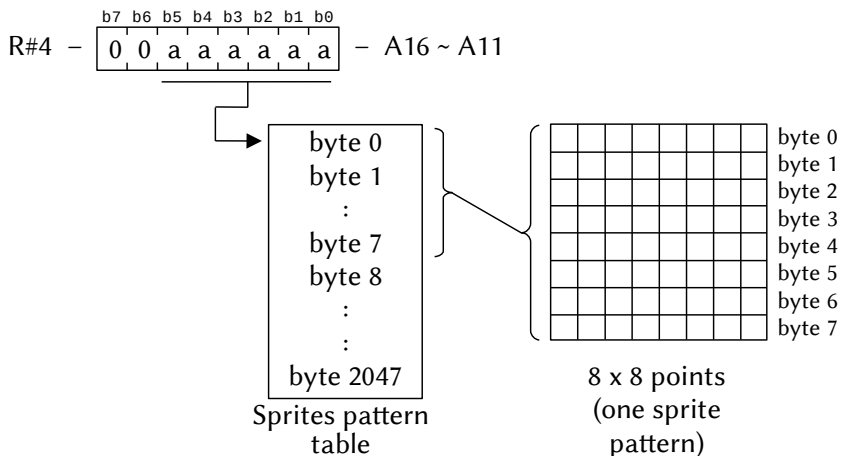 b7 b6 b5 b4 b3 b2 b1 b0
R#4 – 0 0 a a a a a a – A16 ~ A11
byte 0
byte 1
:
byte 7
byte 8
:
:
byte 2047
Sprites pattern
table
byte 0
byte 1
byte 2
byte 3
byte 4
byte 5
byte 6
byte 7
8 x 8 points
(one sprite
pattern)